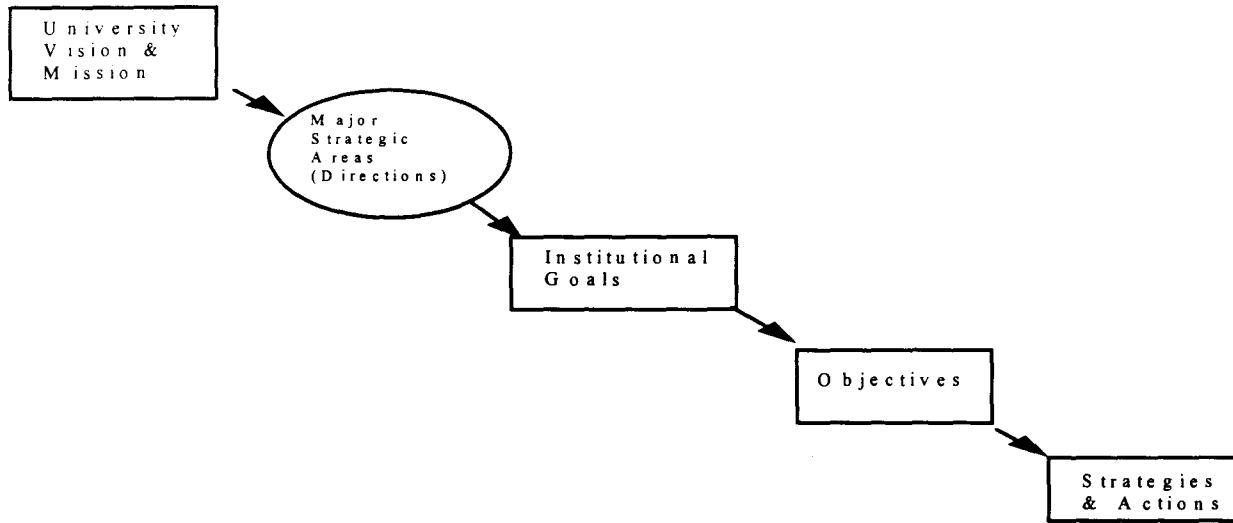 University
Vision &
Mission
Major
Strategic
Areas
(Directions)
Institutional
Goals
Objectives
Strategies
& Actions